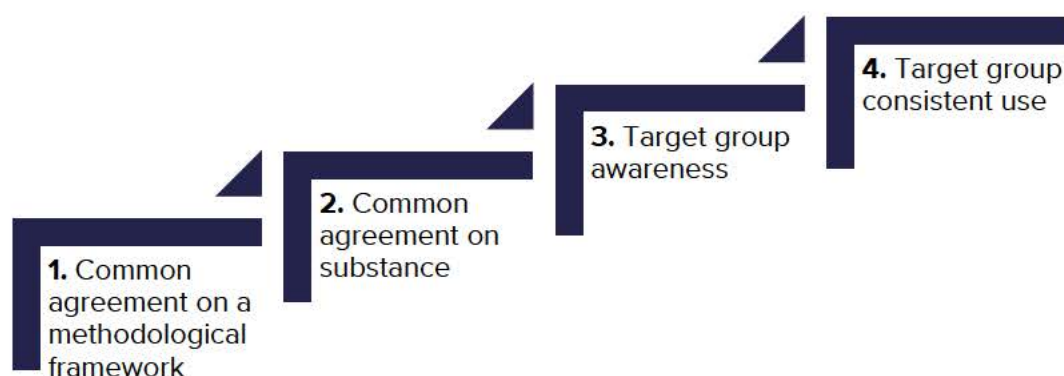 1. Common
agreement on a
methodological
framework
2. Common
agreement on
substance
3. Target group
awareness
4. Target group
consistent use